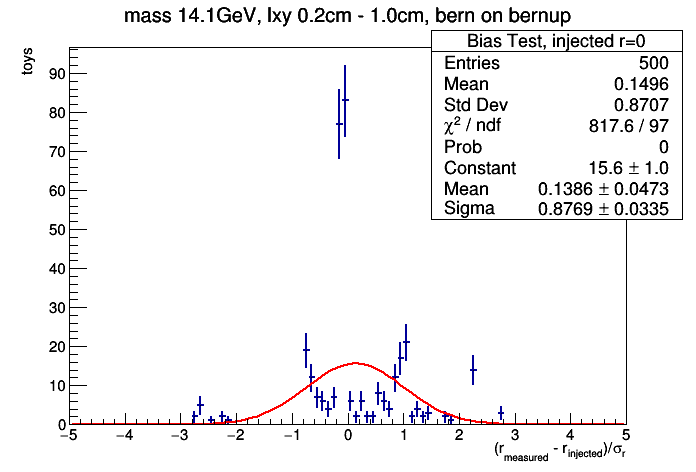 mass 14.1GeV, lxy 0.2cm - 1.0cm, bern on bernup
Bias Test, injected r=0
Entries 500
Mean 0.1496
Std Dev 0.8707
χ² / ndf 817.6 / 97
Prob 0
Constant 15.6 ± 1.0
Mean 0.1386 ± 0.0473
Sigma 0.8769 ± 0.0335
toys
90
80
70
60
50
40
30
20
10
0
−5 −4 −3 −2 −1 0 1 2 3 4 5
(r_measured - r_injected)/σ_r